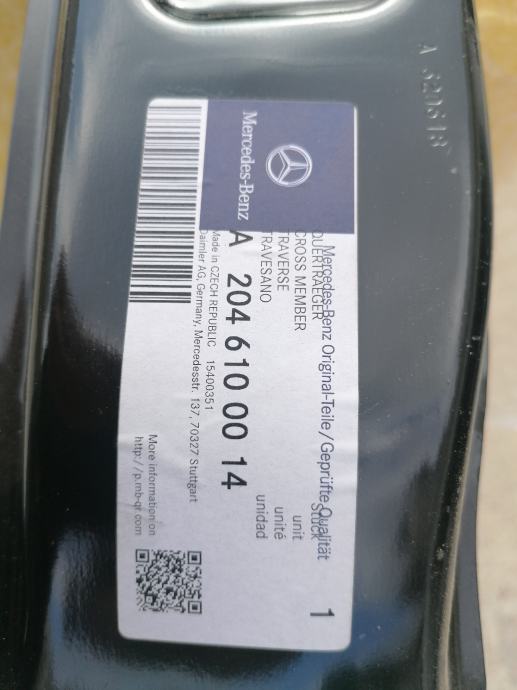 Mercedes-Benz
Mercedes-Benz Original-Teile/Geprüfte Qualität
QUERTRAEGER
CROSS MEMBER
TRAVERSE
TRAVESANO
Stück
unit
unité
unidad
1
A 204 610 00 14
Made in CZECH REPUBLIC 15400351
Daimler AG, Germany, Mercedesstr. 137, 70327 Stuttgart
More information on
http://p.mb-qr.com